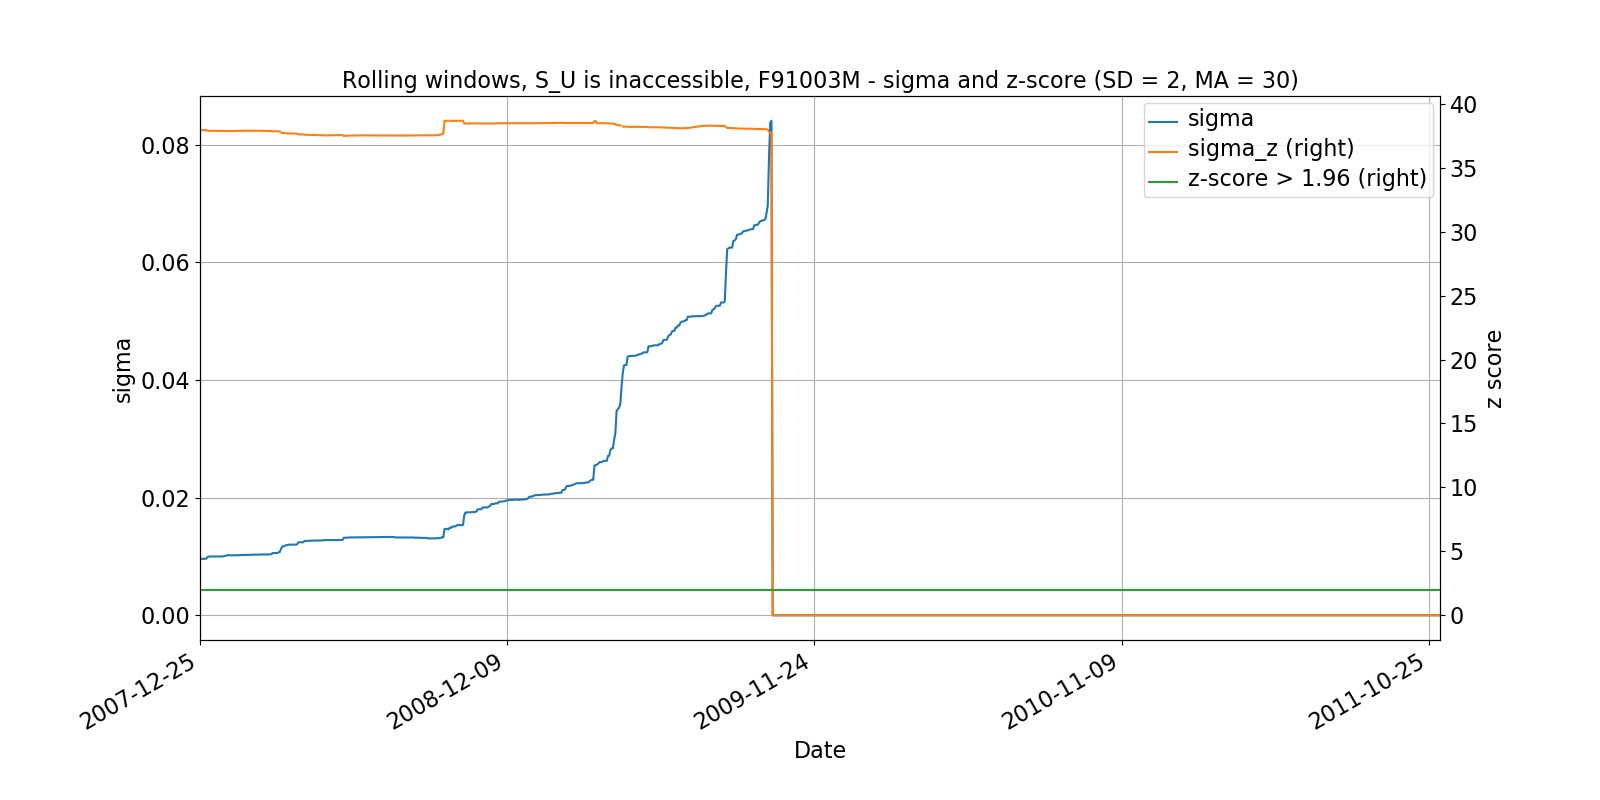 Rolling windows, S_U is inaccessible, F91003M - sigma and z-score (SD = 2, MA = 30)
sigma
sigma_z (right)
z-score > 1.96 (right)
0.08
0.06
0.04
0.02
0.00
sigma
40
35
30
25
20
15
10
5
0
z score
2007-12-25
2008-12-09
2009-11-24
2010-11-09
2011-10-25
Date